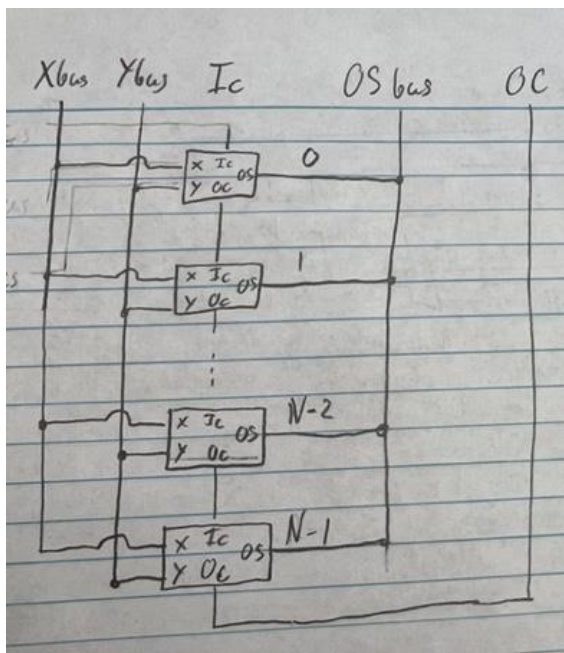 Xbus Ybus Ic OS bus OC
X Ic OS 0
Y OC
X Ic OS 1
Y Oc
X Ic OS N-2
Y Oc
X Ic OS N-1
Y Oc